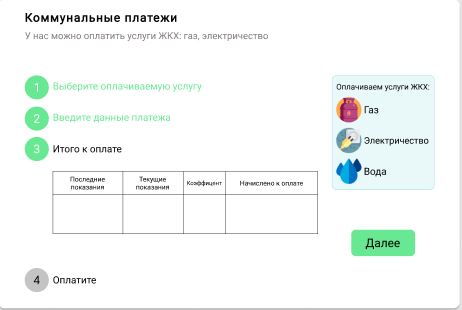 Коммунальные платежи
У нас можно оплатить услуги ЖКХ: газ, электричество
1 Выберите оплачиваемую услугу
2 Введите данные платежа
3 Итого к оплате
Последние показания
Текущие показания
Коэффицент
Начислено к оплате
4 Оплатите
Оплачиваем услуги ЖКХ:
Газ
Электричество
Вода
Далее